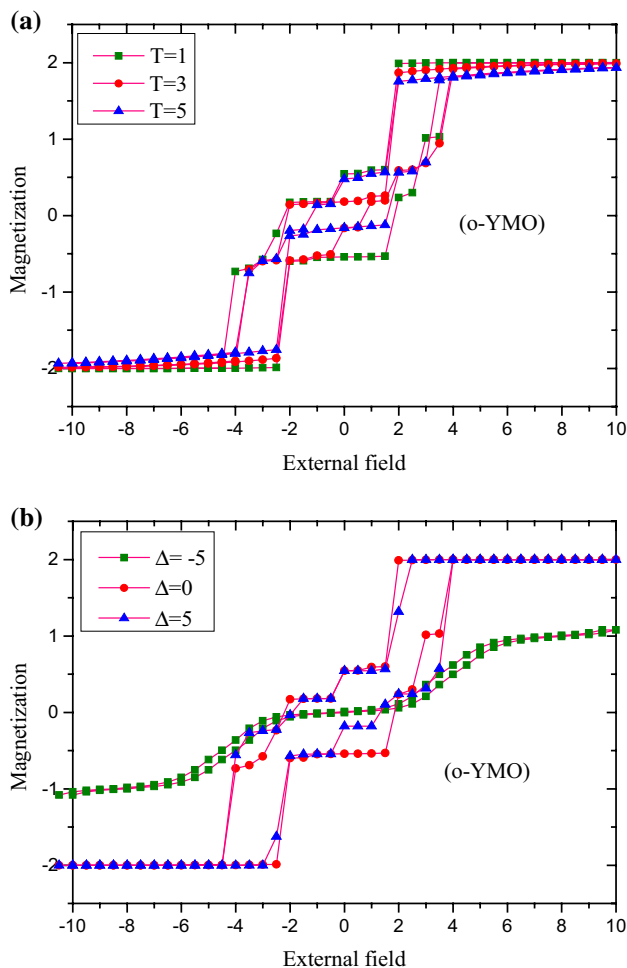 (a)
T=1
T=3
T=5
2
1
0
-1
-2
Magnetization
(o-YMO)
-10 -8 -6 -4 -2 0 2 4 6 8 10
External field
(b)
Δ= -5
Δ=0
Δ=5
2
1
0
-1
-2
Magnetization
(o-YMO)
-10 -8 -6 -4 -2 0 2 4 6 8 10
External field